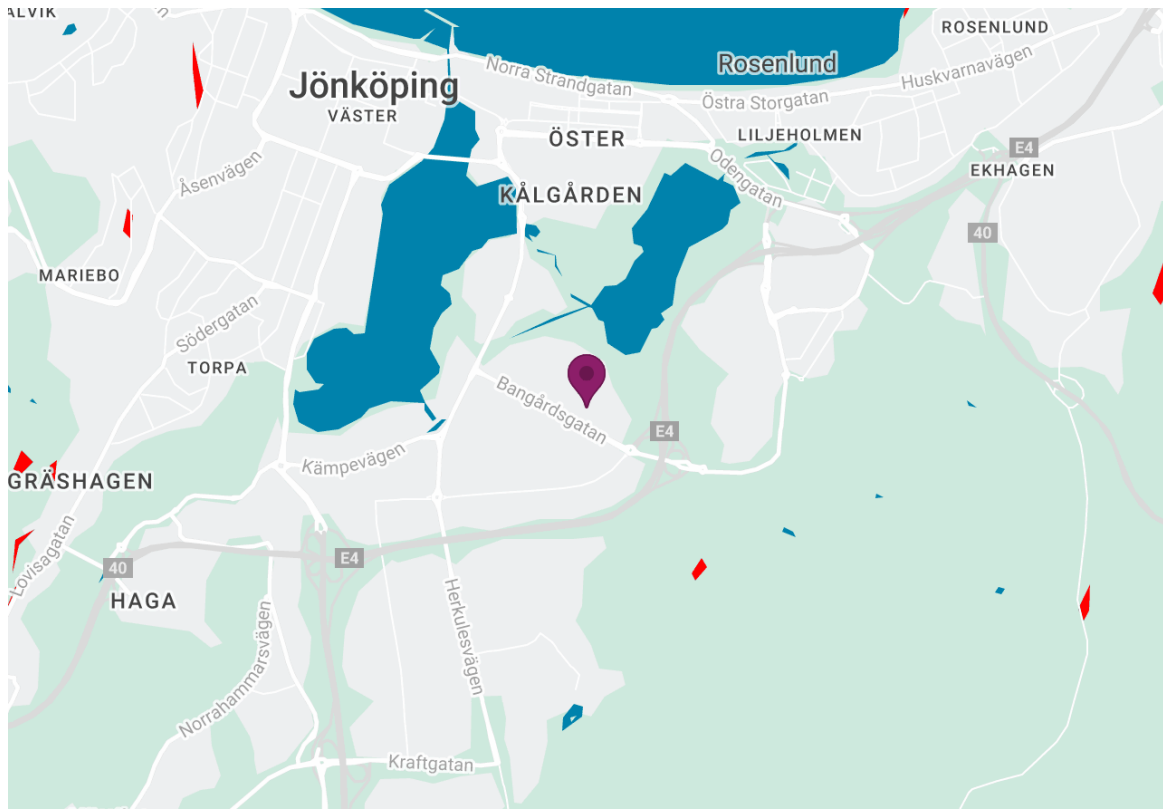 ALVIK
ROSENLUND
Rosenlund
Norra Strandgatan
Huskvarnavägen
Jönköping
Östra Storgatan
VÄSTER
ÖSTER
LILJEHOLMEN
E4
Odengatan
Åsenvägen
EKHAGEN
KÅLGÅRDEN
40
MARIEBO
Södergatan
TORPA
Bangårdsgatan
E4
Kämpevägen
GRÄSHAGEN
Lovisagatan
E4
40
HAGA
Herkulesvägen
Norrahammarsvägen
Kraftgatan